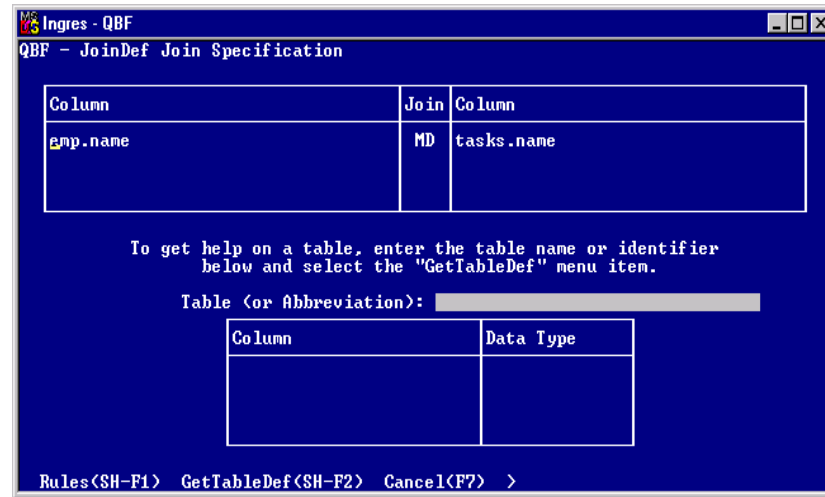 Ingres - QBF
QBF - JoinDef Join Specification
Column Join Column
emp.name MD tasks.name
To get help on a table, enter the table name or identifier
below and select the "GetTableDef" menu item.
Table (or Abbreviation):
Column Data Type
Rules(SH-F1) GetTableDef(SH-F2) Cancel(F7) >